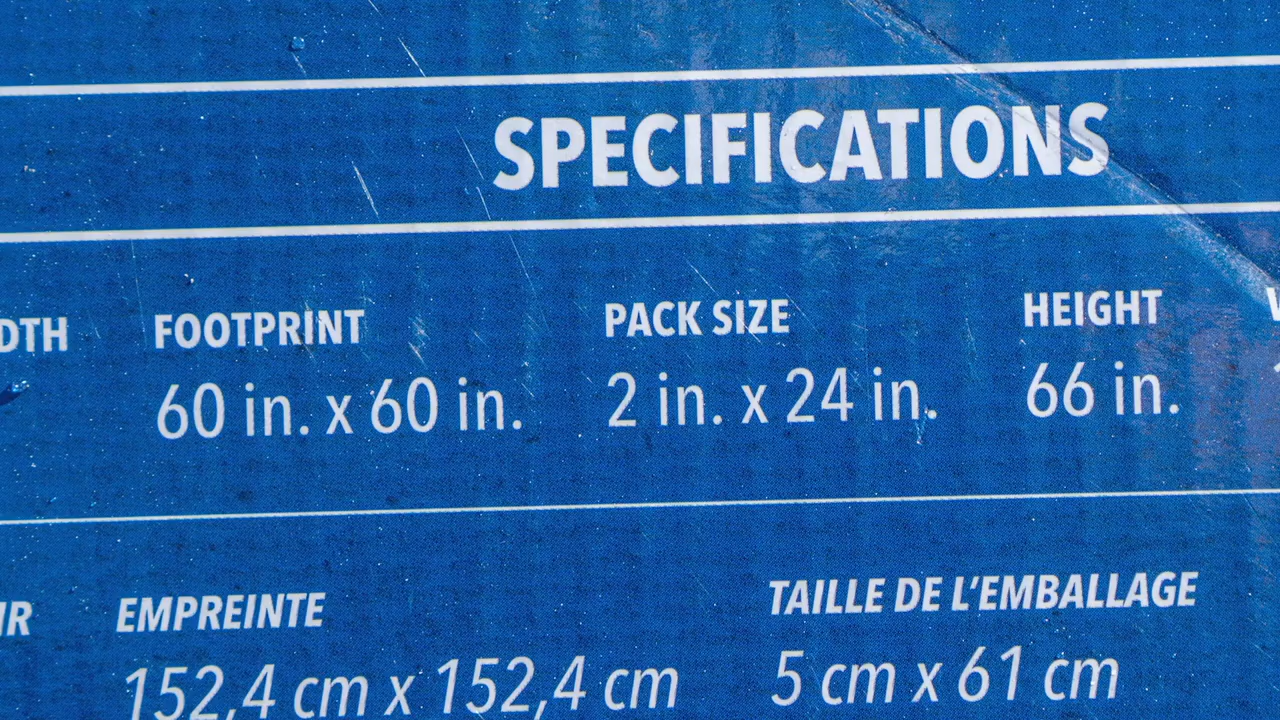 SPECIFICATIONS
DTH FOOTPRINT PACK SIZE HEIGHT
60 in. x 60 in. 2 in. x 24 in. 66 in.
IR EMPREINTE TAILLE DE L'EMBALLAGE
152,4 cm x 152,4 cm 5 cm x 61 cm